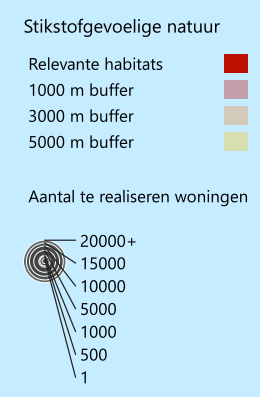 Stikstofgevoelige natuur
Relevante habitats
1000 m buffer
3000 m buffer
5000 m buffer
Aantal te realiseren woningen
20000+
15000
10000
5000
1000
500
1